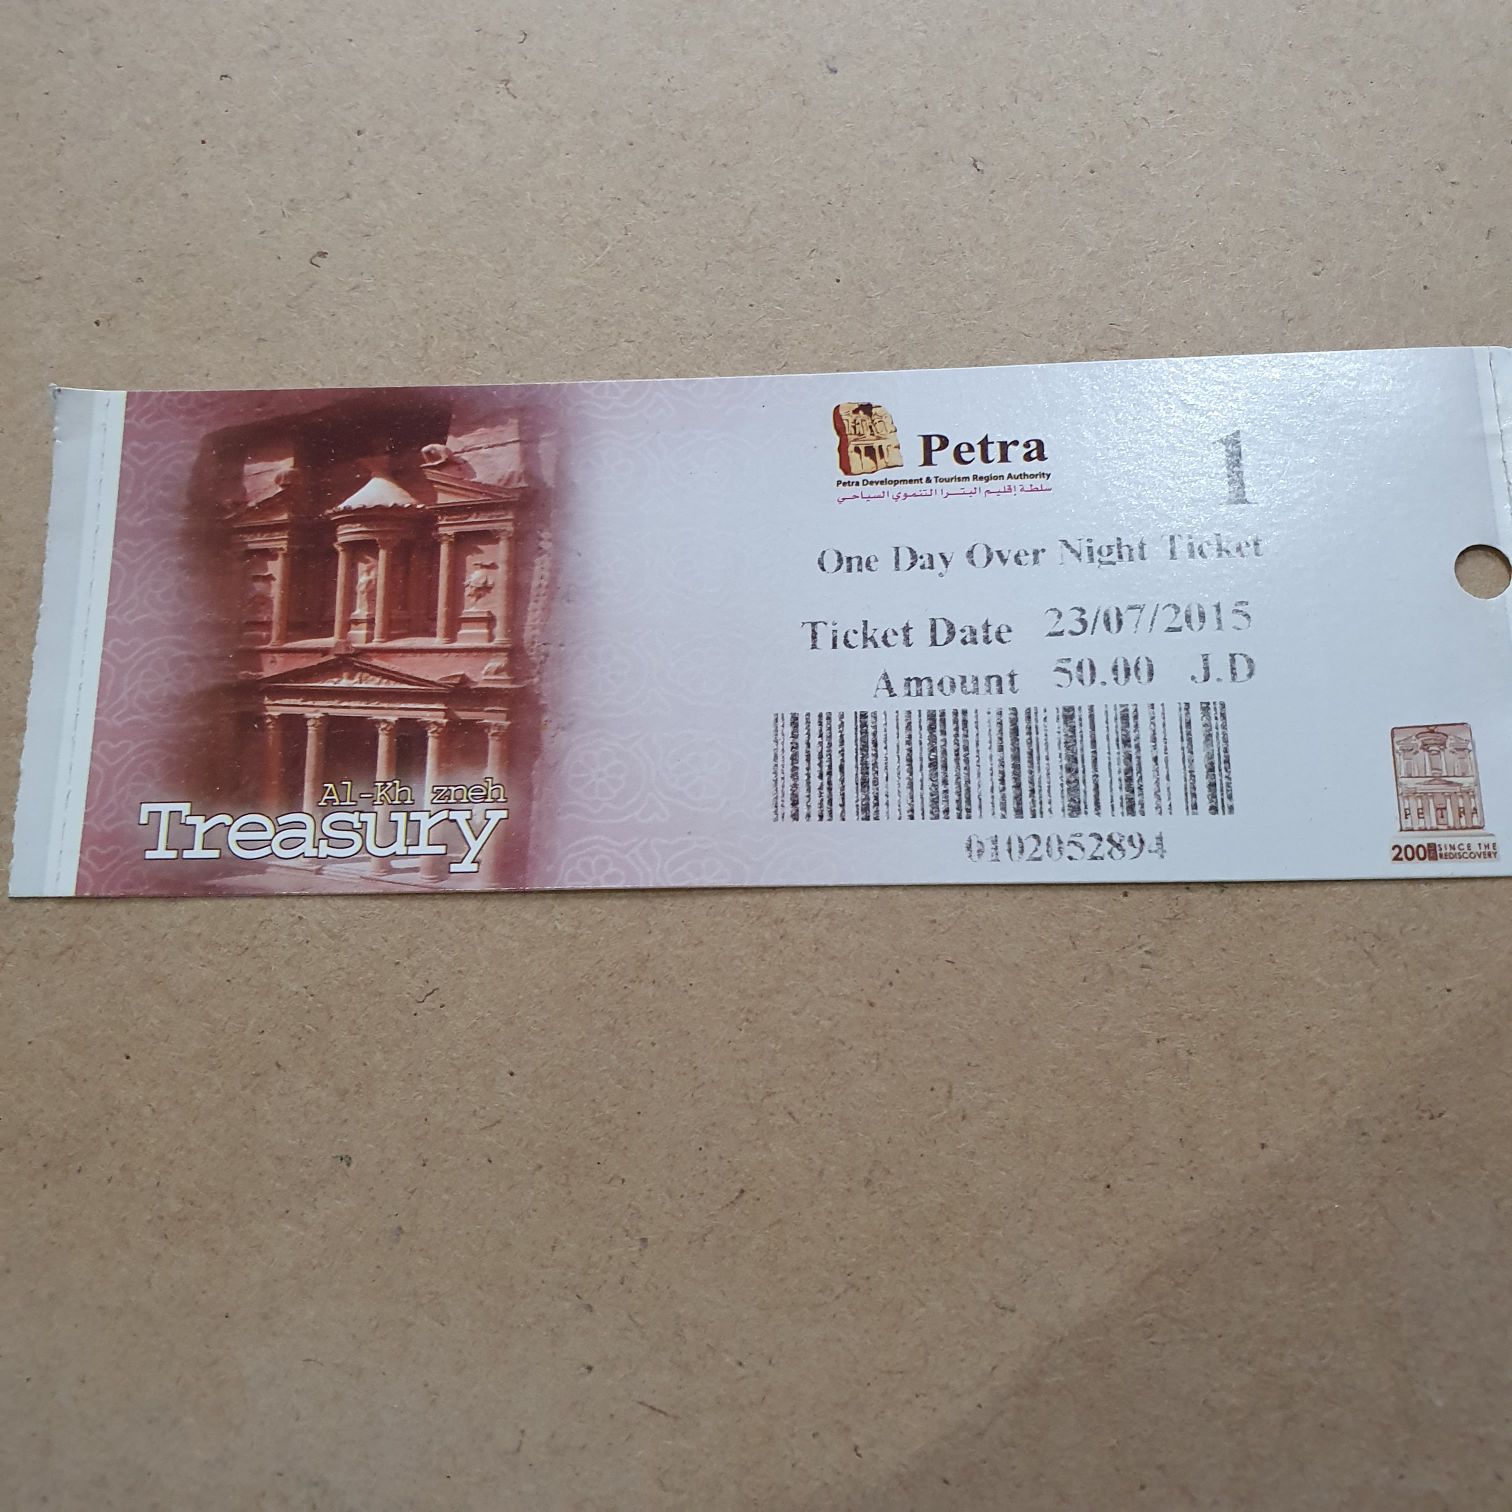 Al-Kh zneh
Treasury
Petra
Petra Development & Tourism Region Authority
سلطة إقليم البتــرا التنموي السياحي
1
One Day Over Night Ticket
Ticket Date 23/07/2015
Amount 50.00 J.D
0102052894
PETRA
200 SINCE THE
REDISCOVERY